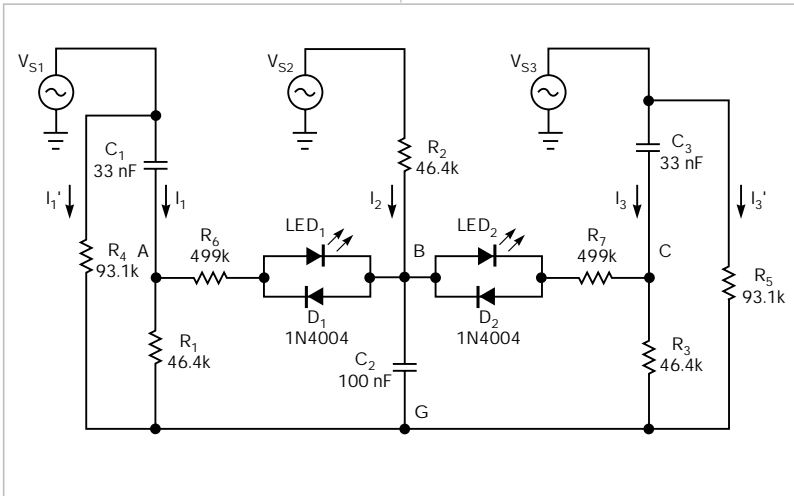 VS1
VS2
VS3
C1
33 nF
R2
46.4k
C3
33 nF
I1'
I1
I2
I3
I3'
R4
93.1k
A
R6
499k
LED1
B
LED2
R7
499k
C
R5
93.1k
D1
1N4004
D2
1N4004
R1
46.4k
C2
100 nF
R3
46.4k
G